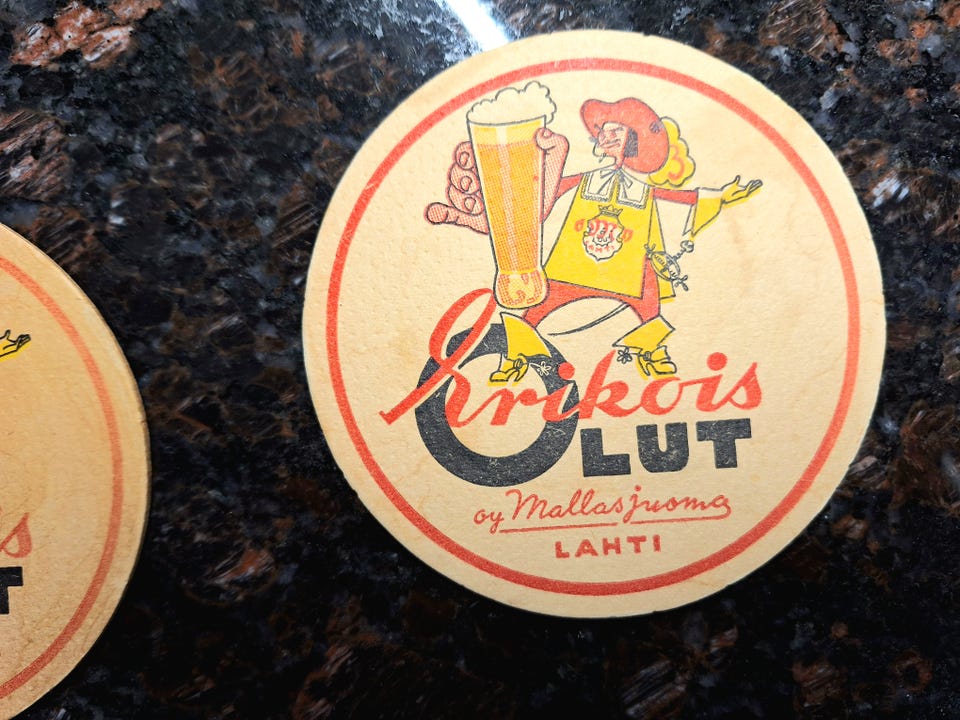 Erikois
OLUT
oy Mallasjuoma
LAHTI
s
T